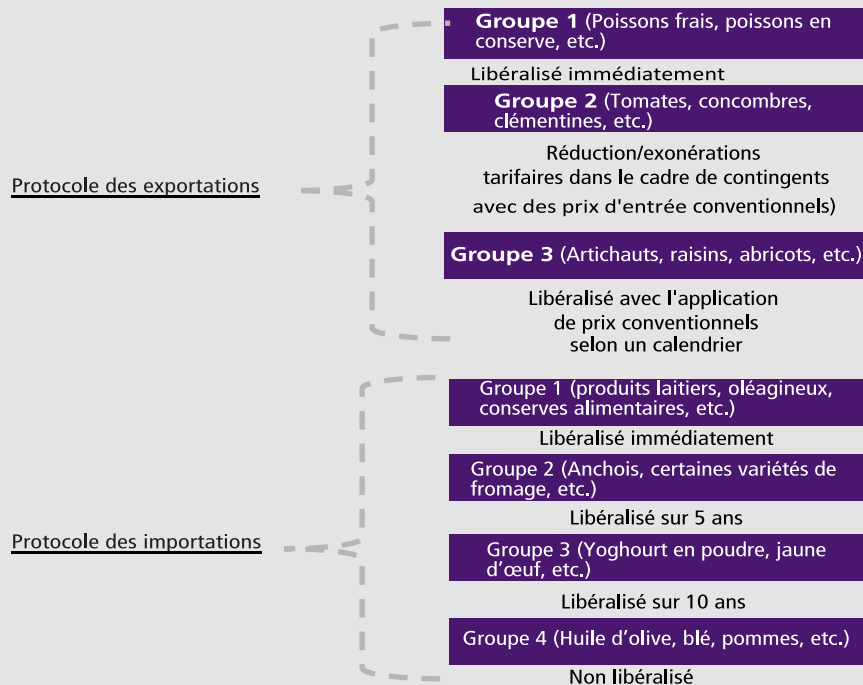 Protocole des exportations
Groupe 1 (Poissons frais, poissons en
conserve, etc.)
Libéralisé immédiatement
Groupe 2 (Tomates, concombres,
clémentines, etc.)
Réduction/exonérations
tarifaires dans le cadre de contingents
avec des prix d'entrée conventionnels)
Groupe 3 (Artichauts, raisins, abricots, etc.)
Libéralisé avec l'application
de prix conventionnels
selon un calendrier
Protocole des importations
Groupe 1 (produits laitiers, oléagineux,
conserves alimentaires, etc.)
Libéralisé immédiatement
Groupe 2 (Anchois, certaines variétés de
fromage, etc.)
Libéralisé sur 5 ans
Groupe 3 (Yoghourt en poudre, jaune
d’œuf, etc.)
Libéralisé sur 10 ans
Groupe 4 (Huile d’olive, blé, pommes, etc.)
Non libéralisé